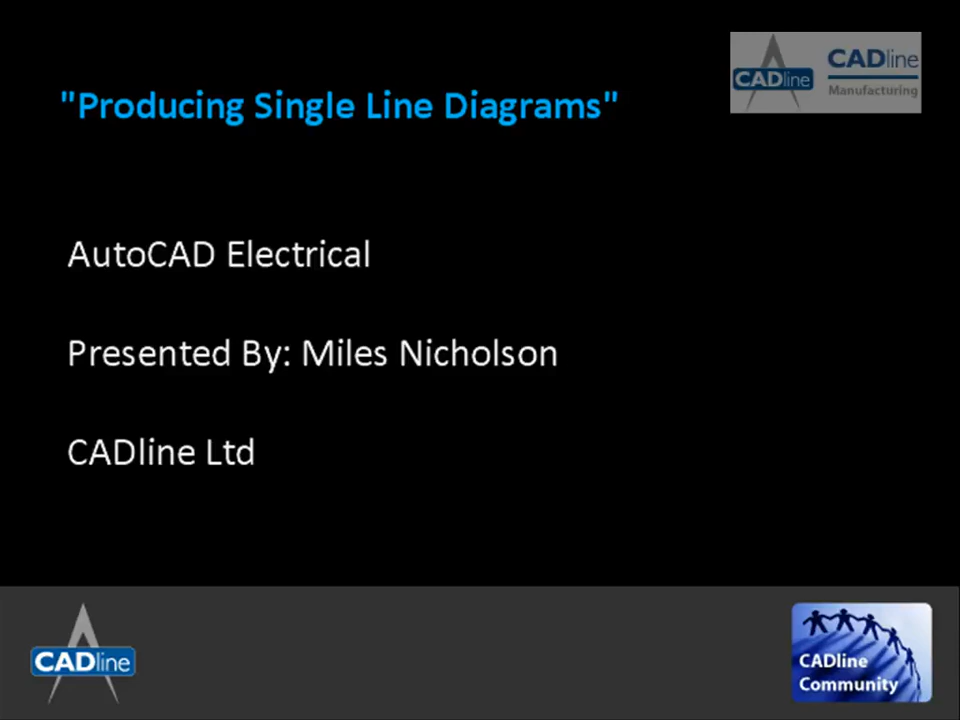 "Producing Single Line Diagrams"
CADline
CADline
Manufacturing
AutoCAD Electrical
Presented By: Miles Nicholson
CADline Ltd
CADline
CADline
Community